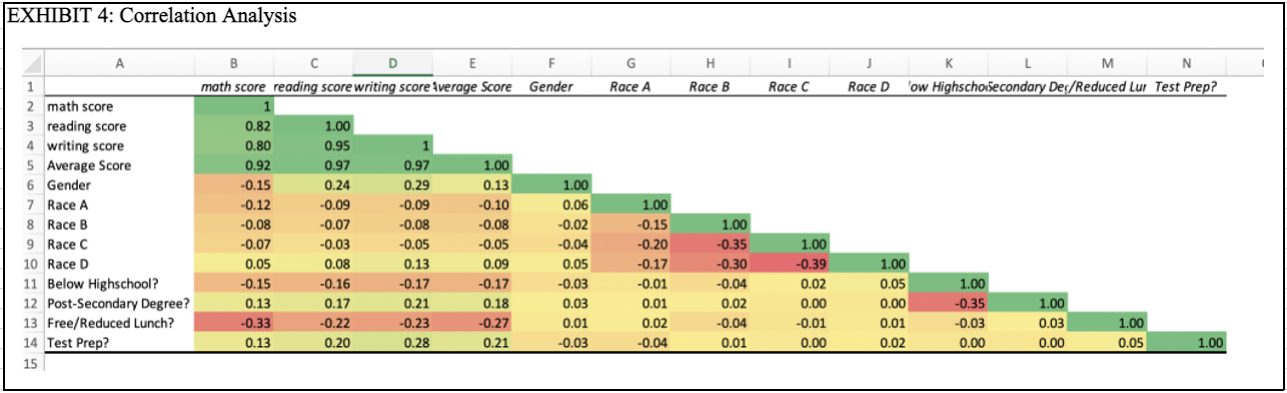 EXHIBIT 4: Correlation Analysis
A B C D E F G H I J K L M N
1 math score reading score writing score Average Score Gender Race A Race B Race C Race D ow Highscho Secondary De /Reduced Lu Test Prep?
2 math score 1
3 reading score 0.82 1.00
4 writing score 0.80 0.95 1
5 Average Score 0.92 0.97 0.97 1.00
6 Gender -0.15 0.24 0.29 0.13 1.00
7 Race A -0.12 -0.09 -0.09 -0.10 0.06 1.00
8 Race B -0.08 -0.07 -0.08 -0.08 -0.02 -0.15 1.00
9 Race C -0.07 -0.03 -0.05 -0.05 -0.04 -0.20 -0.35 1.00
10 Race D 0.05 0.08 0.13 0.09 0.05 -0.17 -0.30 -0.39 1.00
11 Below Highschool? -0.15 -0.16 -0.17 -0.17 -0.03 -0.01 -0.04 0.02 0.05 1.00
12 Post-Secondary Degree? 0.13 0.17 0.21 0.18 0.03 0.01 0.02 0.00 0.00 -0.35 1.00
13 Free/Reduced Lunch? -0.33 -0.22 -0.23 -0.27 0.01 0.02 -0.04 -0.01 0.01 -0.03 0.03 1.00
14 Test Prep? 0.13 0.20 0.28 0.21 -0.03 -0.04 0.01 0.00 0.02 0.00 0.00 0.05 1.00
15